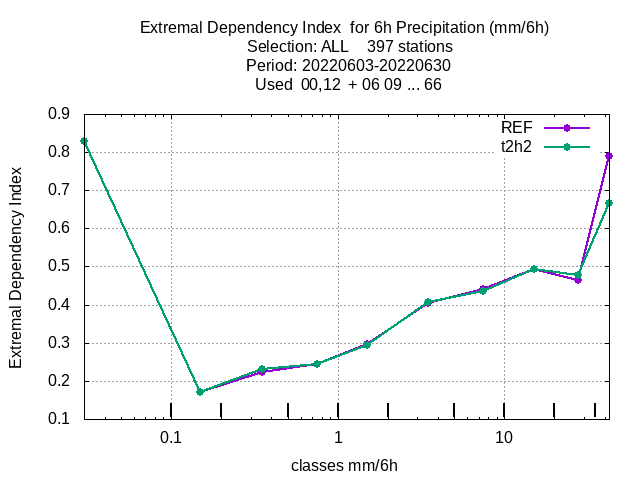 Extremal Dependency Index  for 6h Precipitation (mm/6h)
Selection: ALL    397 stations
Period: 20220603-20220630
Used  00,12  + 06 09 ... 66
REF
t2h2
0.9
0.8
0.7
0.6
0.5
0.4
0.3
0.2
0.1
Extremal Dependency Index
0.1
1
10
classes mm/6h